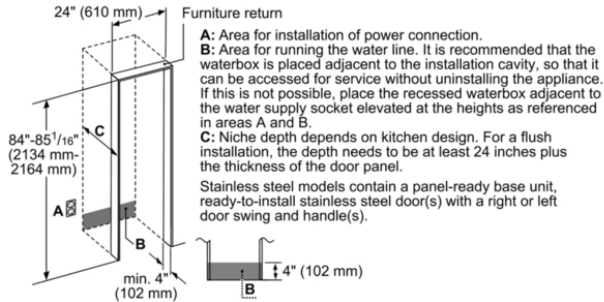 24" (610 mm)
Furniture return
A: Area for installation of power connection.
B: Area for running the water line. It is recommended that the
waterbox is placed adjacent to the installation cavity, so that it
can be accessed for service without uninstalling the appliance.
If this is not possible, place the recessed waterbox adjacent to
the water supply socket elevated at the heights as referenced
in areas A and B.
C: Niche depth depends on kitchen design. For a flush
installation, the depth needs to be at least 24 inches plus
the thickness of the door panel.
Stainless steel models contain a panel-ready base unit,
ready-to-install stainless steel door(s) with a right or left
door swing and handle(s).
C
84"-85 1/16"
(2134 mm-
2164 mm)
A
B
min. 4"
(102 mm)
4" (102 mm)
B